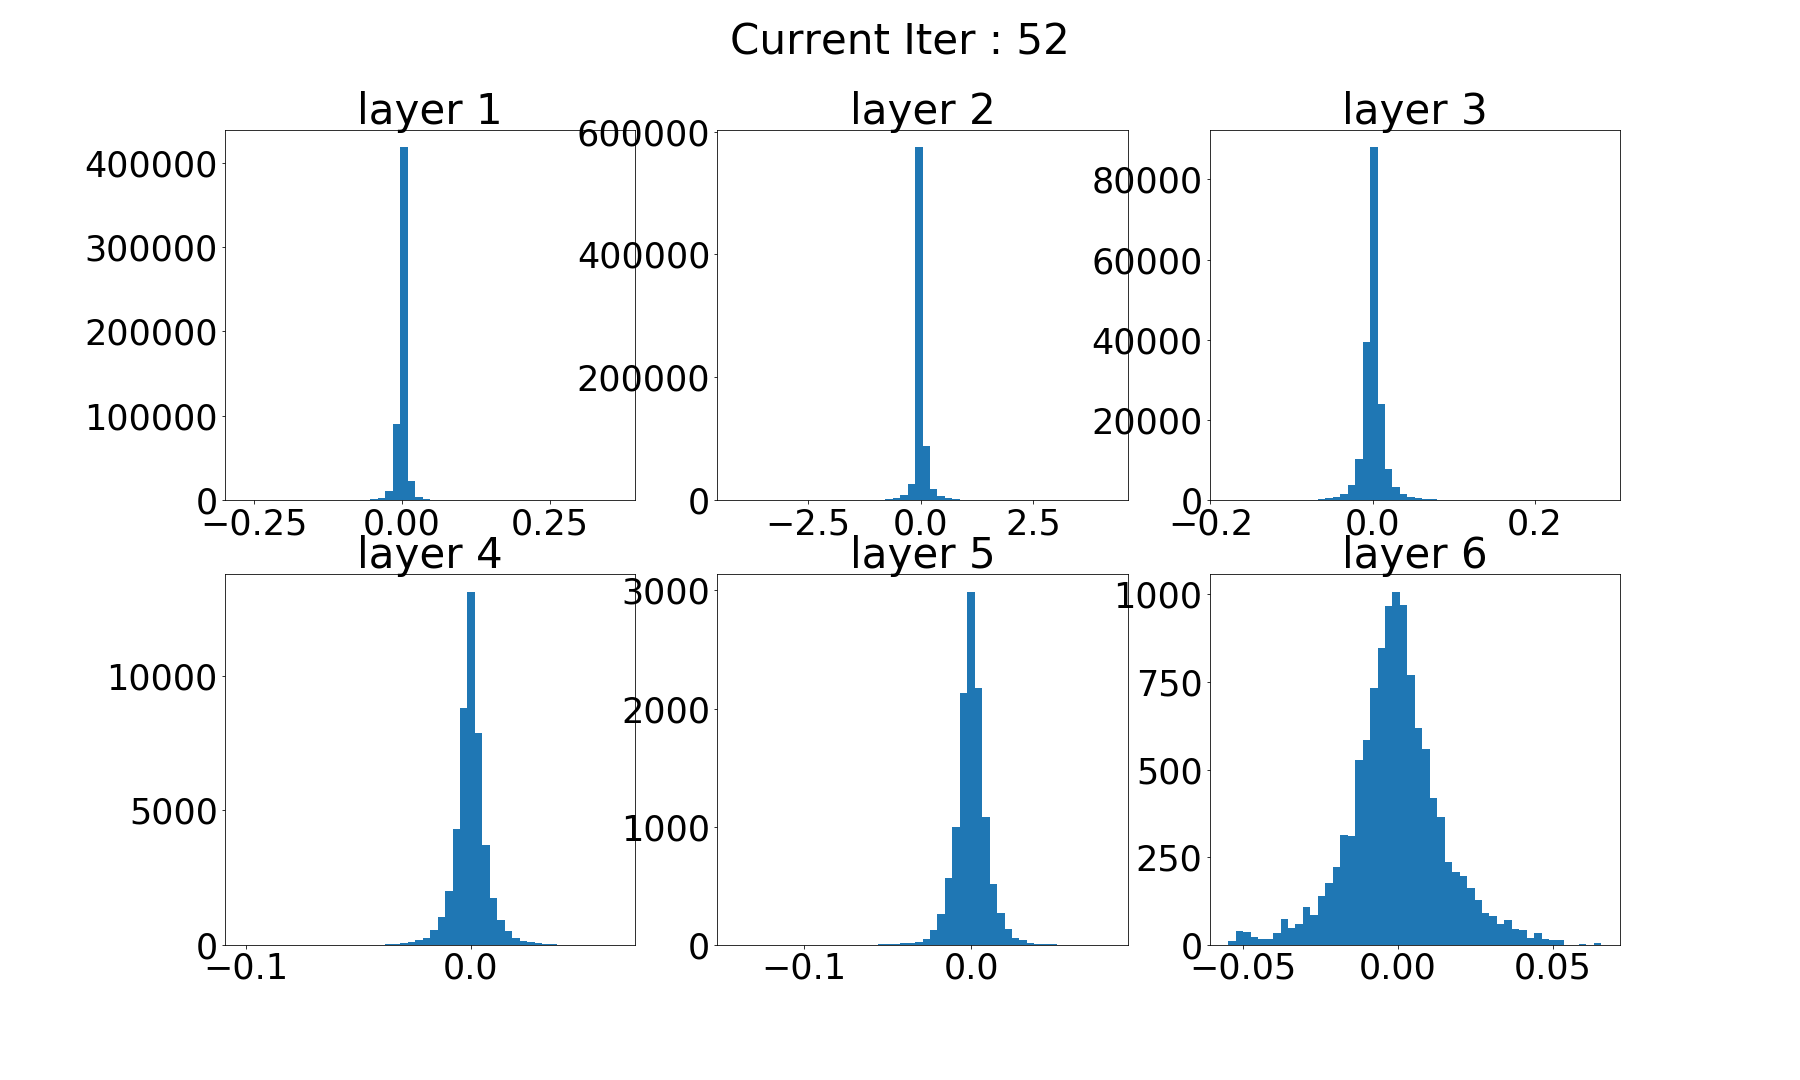 Current Iter : 52
layer 1
400000
300000
200000
100000
0
−0.25 0.00 0.25
layer 2
600000
400000
200000
0
−2.5 0.0 2.5
layer 3
80000
60000
40000
20000
0
−0.2 0.0 0.2
layer 4
10000
5000
0
−0.1 0.0
layer 5
3000
2000
1000
0
−0.1 0.0
layer 6
1000
750
500
250
0
−0.05 0.00 0.05